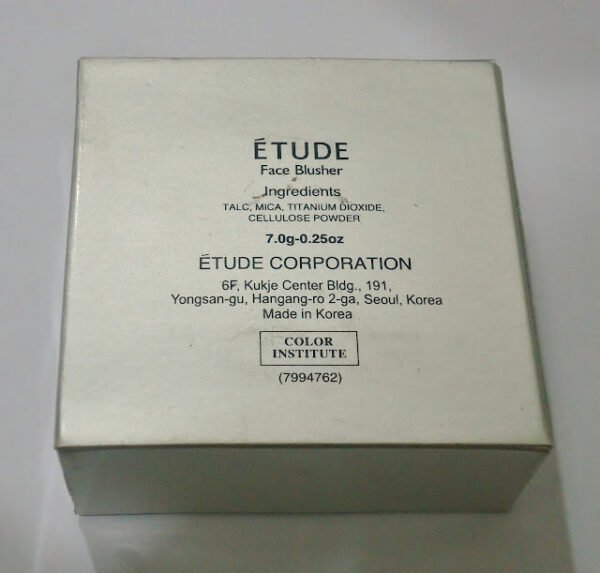 ÉTUDE
Face Blusher
Ingredients
TALC, MICA, TITANIUM DIOXIDE,
CELLULOSE POWDER
7.0g-0.25oz
ÉTUDE CORPORATION
6F, Kukje Center Bldg., 191,
Yongsan-gu, Hangang-ro 2-ga, Seoul, Korea
Made in Korea
COLOR
INSTITUTE
(7994762)